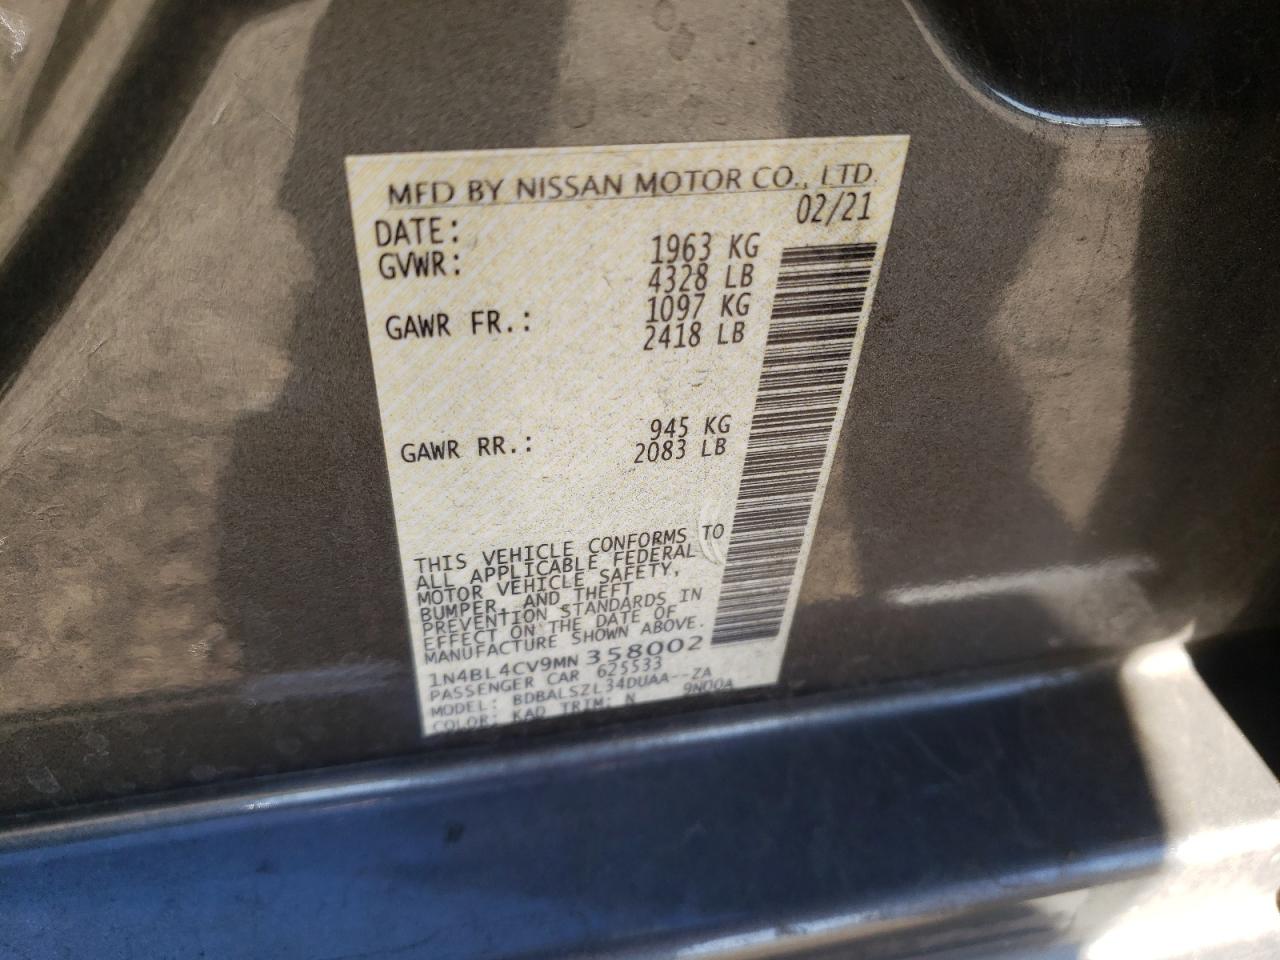 MFD BY NISSAN MOTOR CO., LTD.
DATE: 02/21
GVWR: 1963 KG
4328 LB
GAWR FR.: 1097 KG
2418 LB
GAWR RR.: 945 KG
2083 LB
THIS VEHICLE CONFORMS TO
ALL APPLICABLE FEDERAL
MOTOR VEHICLE SAFETY,
BUMPER, AND THEFT
PREVENTION STANDARDS IN
EFFECT ON THE DATE OF
MANUFACTURE SHOWN ABOVE.
1N4BL4CV9MN358002
PASSENGER CAR 625533
MODEL: BDBALSZL34DUAA--ZA
COLOR: KAD TRIM: N 9N00A